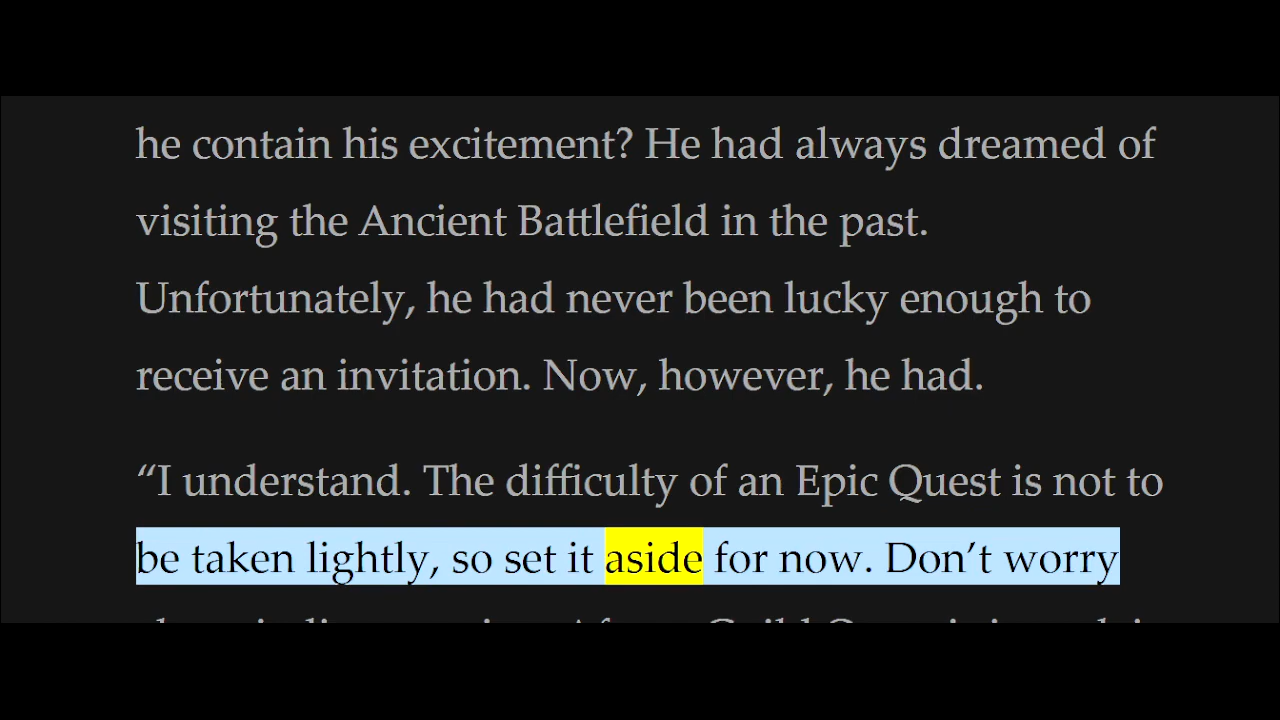 he contain his excitement? He had always dreamed of
visiting the Ancient Battlefield in the past.
Unfortunately, he had never been lucky enough to
receive an invitation. Now, however, he had.
“I understand. The difficulty of an Epic Quest is not to
be taken lightly, so set it aside for now. Don’t worry